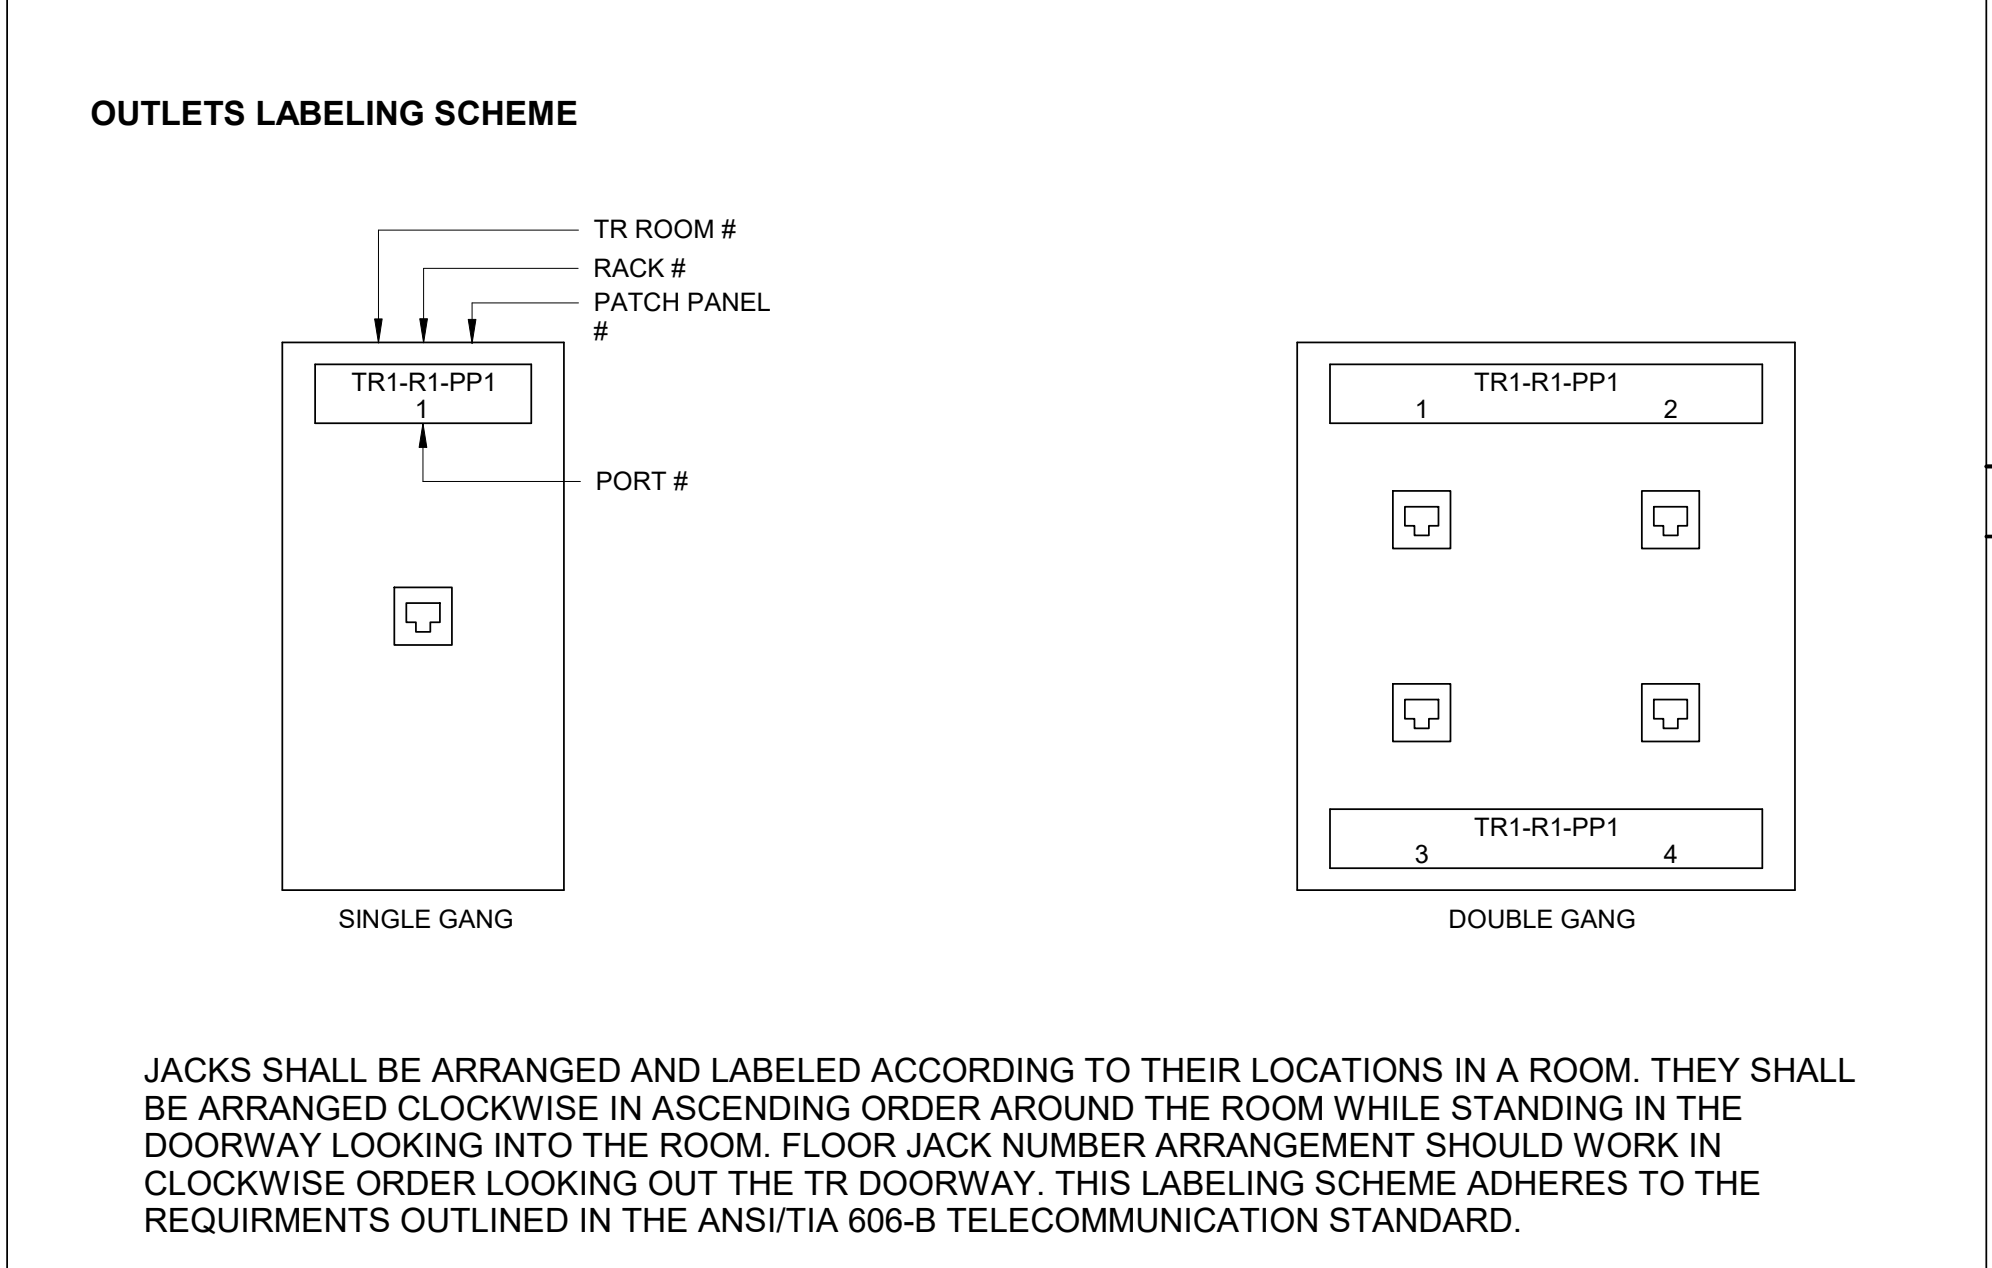 OUTLETS LABELING SCHEME
TR ROOM #
RACK #
PATCH PANEL
#
TR1-R1-PP1
1
PORT #
SINGLE GANG
TR1-R1-PP1
1 2
TR1-R1-PP1
3 4
DOUBLE GANG
JACKS SHALL BE ARRANGED AND LABELED ACCORDING TO THEIR LOCATIONS IN A ROOM. THEY SHALL
BE ARRANGED CLOCKWISE IN ASCENDING ORDER AROUND THE ROOM WHILE STANDING IN THE
DOORWAY LOOKING INTO THE ROOM. FLOOR JACK NUMBER ARRANGEMENT SHOULD WORK IN
CLOCKWISE ORDER LOOKING OUT THE TR DOORWAY. THIS LABELING SCHEME ADHERES TO THE
REQUIRMENTS OUTLINED IN THE ANSI/TIA 606-B TELECOMMUNICATION STANDARD.